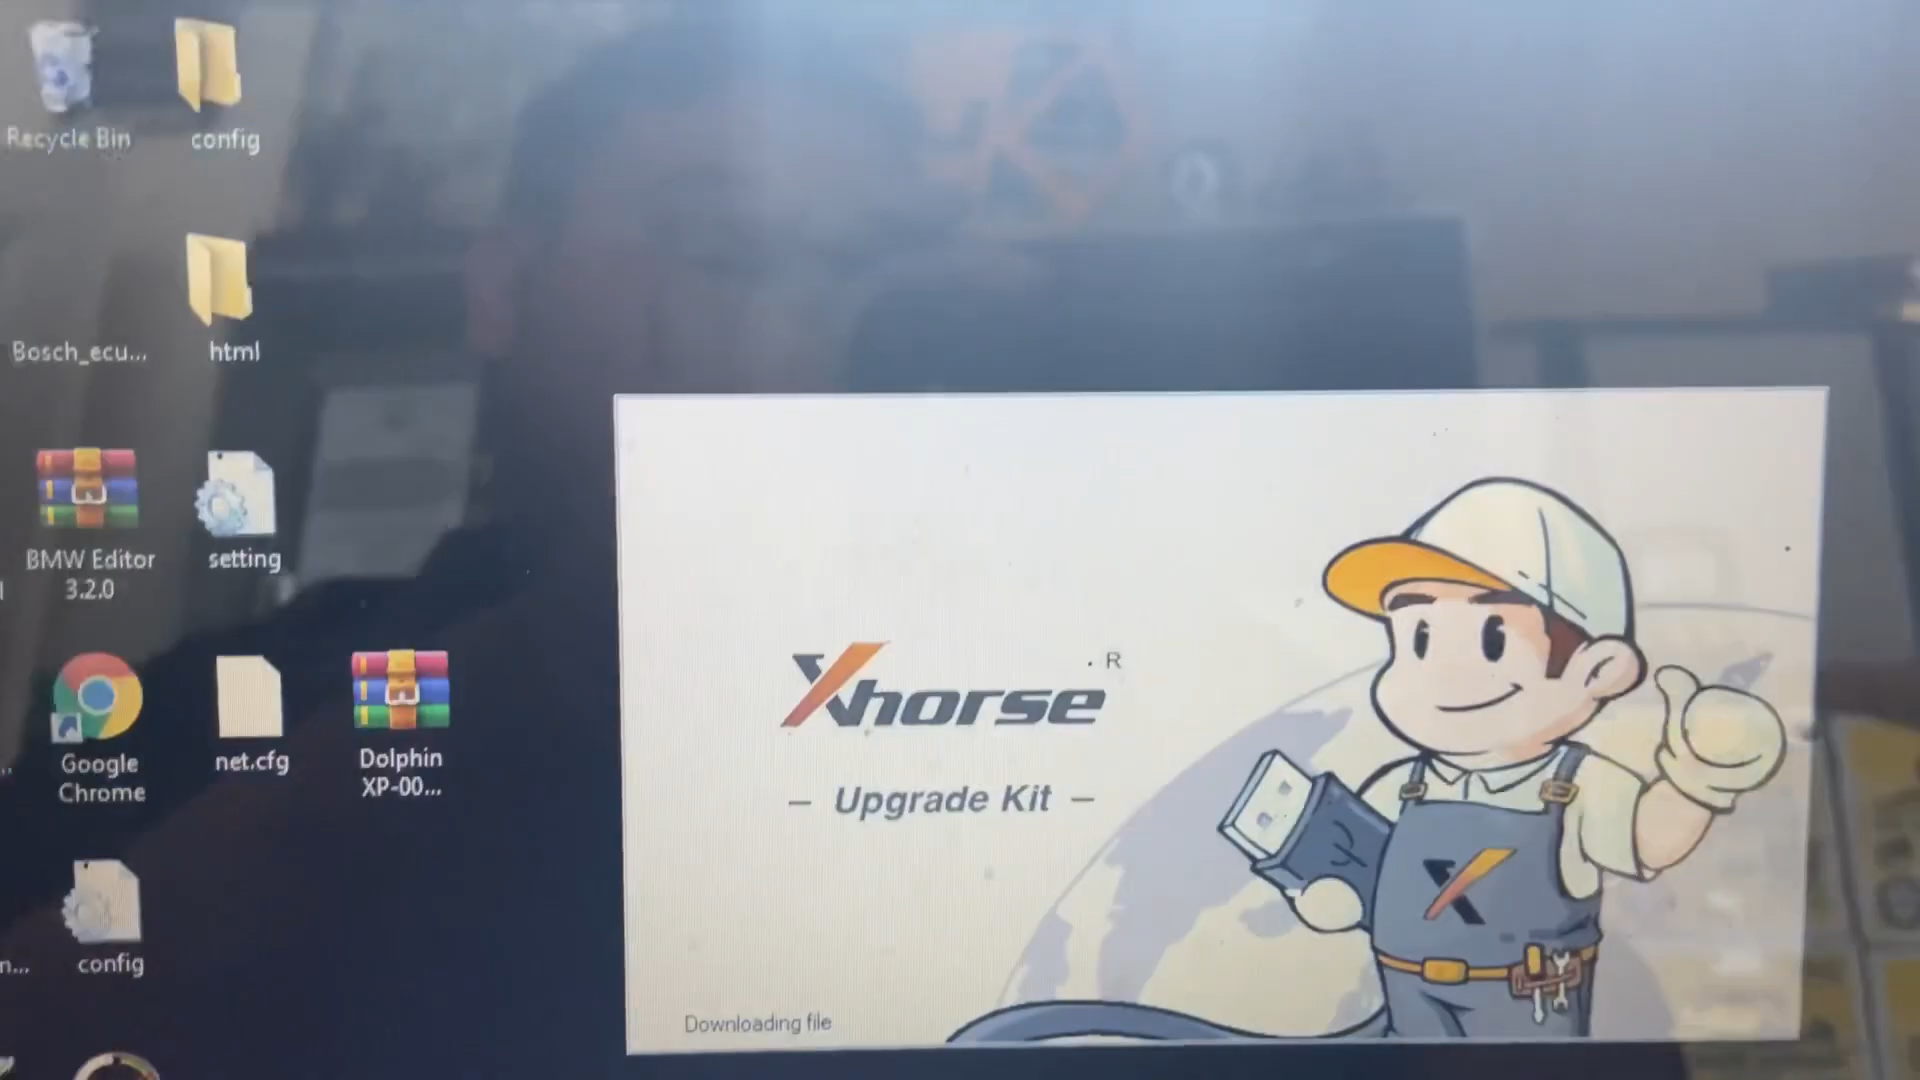 Recycle Bin
config
Bosch_ecu...
html
BMW Editor
3.2.0
setting
Google
Chrome
net.cfg
Dolphin
XP-00...
config
n...
Xhorse
R
— Upgrade Kit —
Downloading file